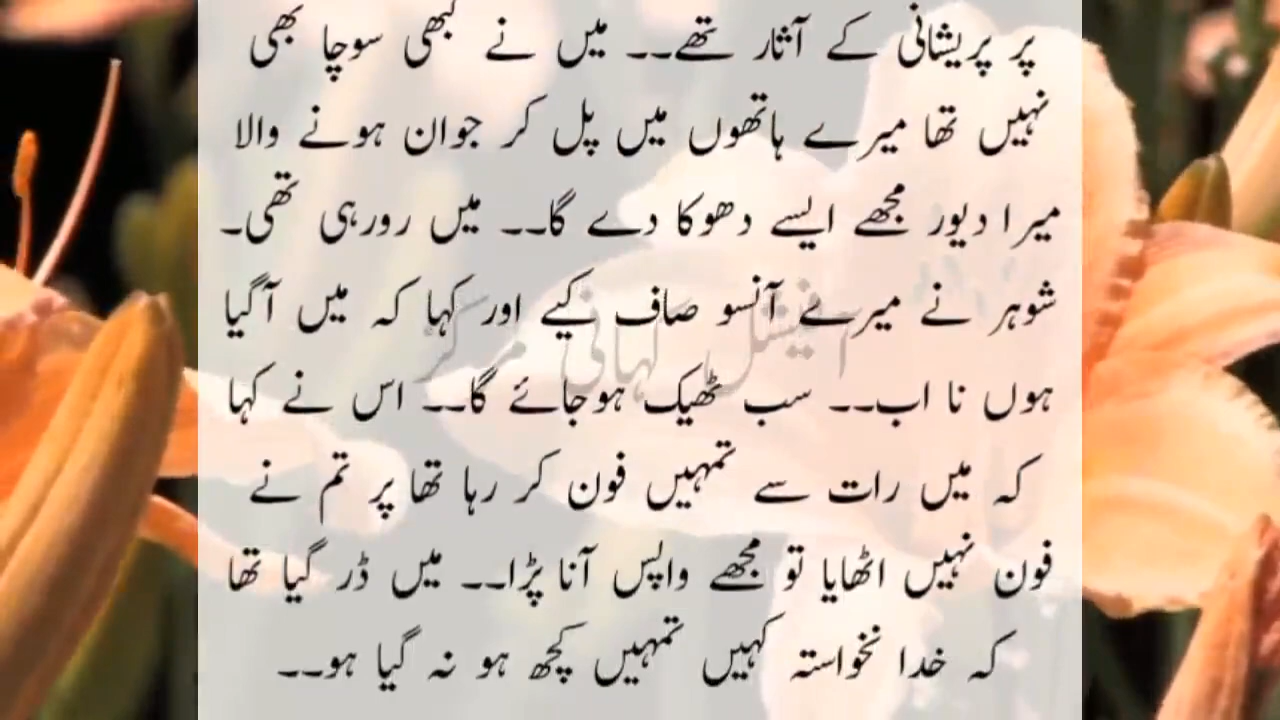 پر پریشانی کے آثار تھے۔۔ میں نے کبھی سوچا بھی
نہیں تھا میرے ہاتھوں میں پل کر جوان ہونے والا
میرا دیور مجھے ایسے دھوکا دے گا۔۔ میں رورہی تھی۔
شوہر نے میرے آنسو صاف کیے اور کہا کہ میں آگیا
ہوں نا اب۔۔ سب ٹھیک ہوجائے گا۔۔ اس نے کہا
کہ میں رات سے تمہیں فون کر رہا تھا پر تم نے
فون نہیں اٹھایا تو مجھے واپس آنا پڑا۔۔ میں ڈر گیا تھا
کہ خدا نخواستہ کہیں تمہیں کچھ ہو نہ گیا ہو۔۔